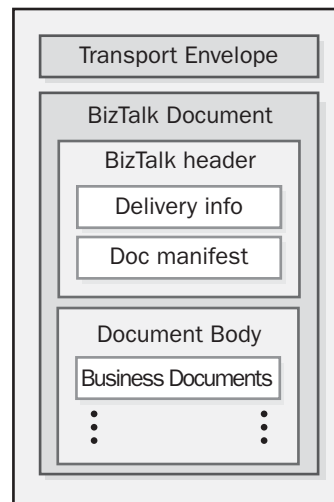 Transport Envelope
BizTalk Document
BizTalk header
Delivery info
Doc manifest
Document Body
Business Documents